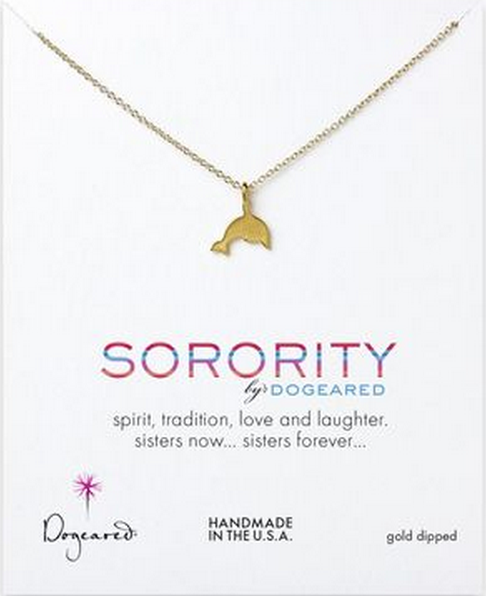 SORORITY
by DOGEARED
spirit, tradition, love and laughter.
sisters now... sisters forever...
Dogeared
HANDMADE
IN THE U.S.A.
gold dipped